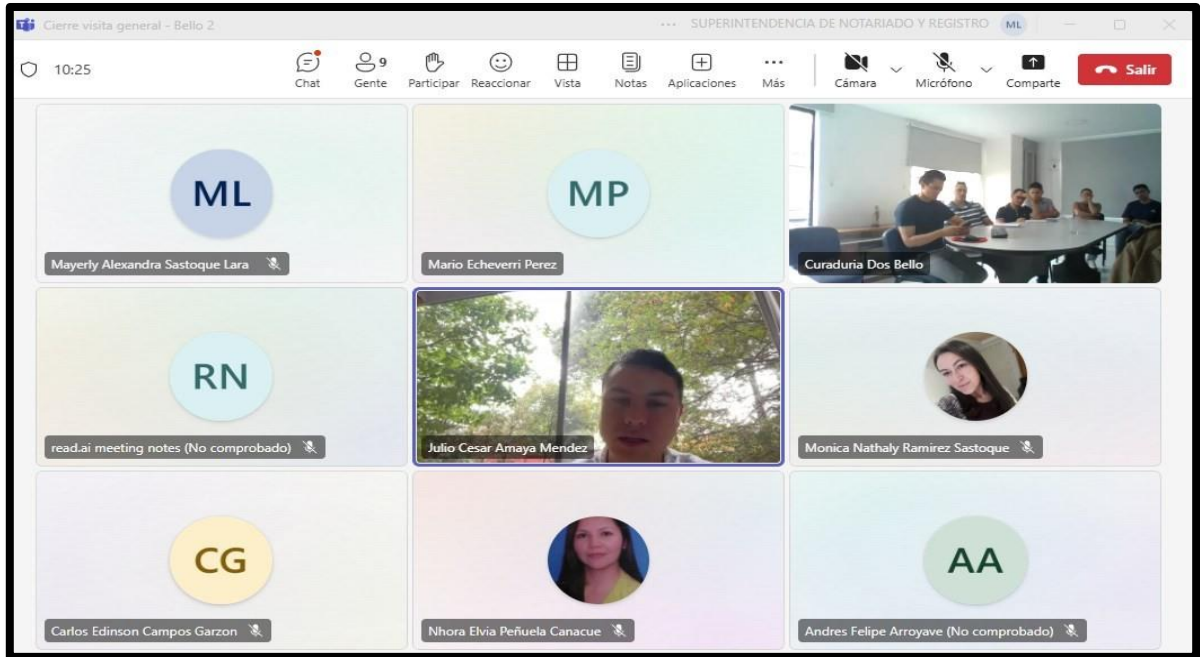 Cierre visita general - Bello 2
SUPERINTENDENCIA DE NOTARIADO Y REGISTRO
ML
10:25
Chat
9
Gente
Participar
Reaccionar
Vista
Notas
Aplicaciones
Más
Cámara
Micrófono
Comparte
Salir
ML
Mayerly Alexandra Sastoque Lara
MP
Mario Echeverri Perez
Curaduria Dos Bello
RN
read.ai meeting notes (No comprobado)
Julio Cesar Amaya Mendez
Monica Nathaly Ramirez Sastoque
CG
Carlos Edinson Campos Garzon
Nhora Elvia Peñuela Canacue
AA
Andres Felipe Arroyave (No comprobado)